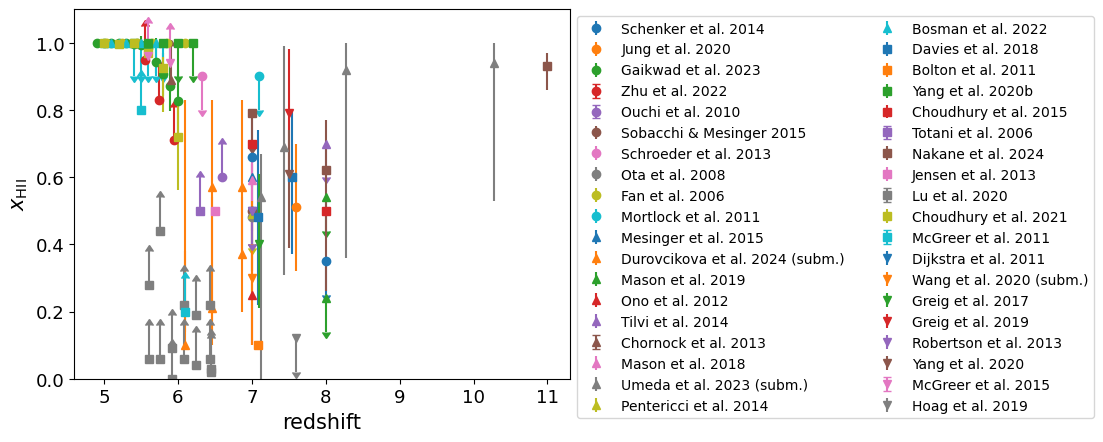 1.0
0.8
0.6
0.4
0.2
0.0
xHII
5
6
7
8
9
10
11
redshift
Schenker et al. 2014
Jung et al. 2020
Gaikwad et al. 2023
Zhu et al. 2022
Ouchi et al. 2010
Sobacchi & Mesinger 2015
Schroeder et al. 2013
Ota et al. 2008
Fan et al. 2006
Mortlock et al. 2011
Mesinger et al. 2015
Durovcikova et al. 2024 (subm.)
Mason et al. 2019
Ono et al. 2012
Tilvi et al. 2014
Chornock et al. 2013
Mason et al. 2018
Umeda et al. 2023 (subm.)
Pentericci et al. 2014
Bosman et al. 2022
Davies et al. 2018
Bolton et al. 2011
Yang et al. 2020b
Choudhury et al. 2015
Totani et al. 2006
Nakane et al. 2024
Jensen et al. 2013
Lu et al. 2020
Choudhury et al. 2021
McGreer et al. 2011
Dijkstra et al. 2011
Wang et al. 2020 (subm.)
Greig et al. 2017
Greig et al. 2019
Robertson et al. 2013
Yang et al. 2020
McGreer et al. 2015
Hoag et al. 2019